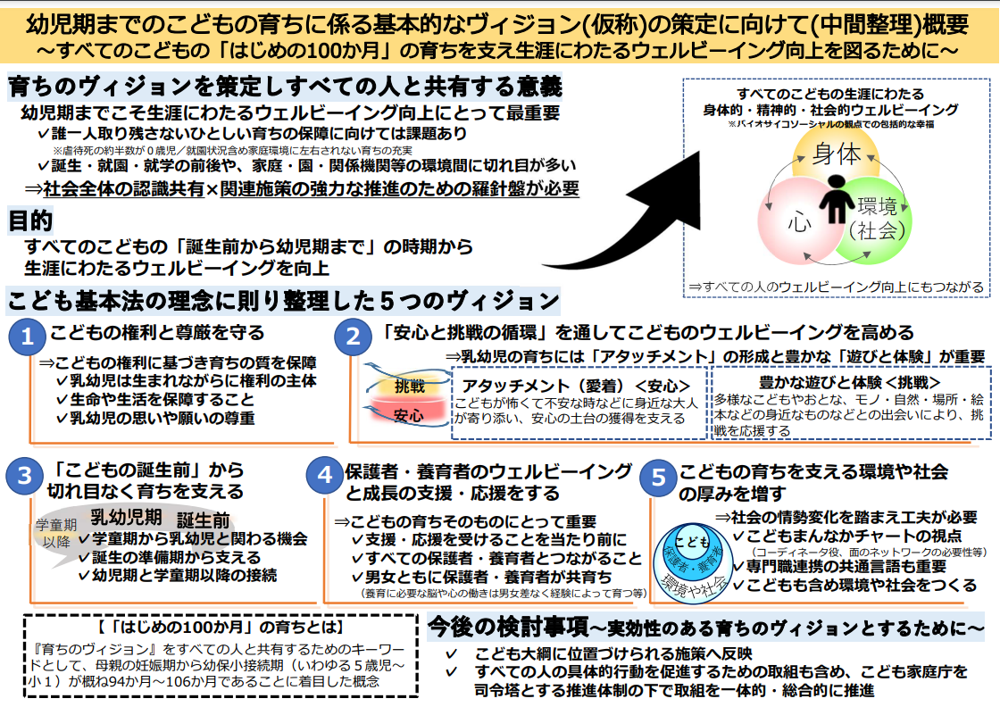 幼児期までのこどもの育ちに係る基本的なヴィジョン(仮称)の策定に向けて(中間整理)概要
～すべてのこどもの「はじめの100か月」の育ちを支え生涯にわたるウェルビーイング向上を図るために～
育ちのヴィジョンを策定しすべての人と共有する意義
幼児期までこそ生涯にわたるウェルビーイング向上にとって最重要
✓誰一人取り残さないひとしい育ちの保障に向けては課題あり
※虐待死の約半数が０歳児／就園状況含め家庭環境に左右されない育ちの充実
✓誕生・就園・就学の前後や、家庭・園・関係機関等の環境間に切れ目が多い
⇒社会全体の認識共有×関連施策の強力な推進のための羅針盤が必要
目的
すべてのこどもの「誕生前から幼児期まで」の時期から
生涯にわたるウェルビーイングを向上
すべてのこどもの生涯にわたる
身体的・精神的・社会的ウェルビーイング
※バイオサイコソーシャルの観点での包括的な幸福
身体
心
環境
(社会)
⇒すべての人のウェルビーイング向上にもつながる
こども基本法の理念に則り整理した５つのヴィジョン
1 こどもの権利と尊厳を守る
⇒こどもの権利に基づき育ちの質を保障
✓乳幼児は生まれながらに権利の主体
✓生命や生活を保障すること
✓乳幼児の思いや願いの尊重
2 「安心と挑戦の循環」を通してこどものウェルビーイングを高める
⇒乳幼児の育ちには「アタッチメント」の形成と豊かな「遊びと体験」が重要
挑戦
安心
アタッチメント（愛着）＜安心＞
こどもが怖くて不安な時などに身近な大人
が寄り添い、安心の土台の獲得を支える
豊かな遊びと体験＜挑戦＞
多様なこどもやおとな、モノ・自然・場所・絵
本などの身近なものなどとの出会いにより、挑
戦を応援する
3 「こどもの誕生前」から
切れ目なく育ちを支える
学童期
以降
乳幼児期
誕生前
✓学童期から乳幼児と関わる機会
✓誕生の準備期から支える
✓幼児期と学童期以降の接続
4 保護者・養育者のウェルビーイング
と成長の支援・応援をする
⇒こどもの育ちそのものにとって重要
✓支援・応援を受けることを当たり前に
✓すべての保護者・養育者とつながること
✓男女ともに保護者・養育者が共育ち
（養育に必要な脳や心の働きは男女差なく経験によって育つ等）
5 こどもの育ちを支える環境や社会
の厚みを増す
⇒社会の情勢変化を踏まえ工夫が必要
✓こどもまんなかチャートの視点
（コーディネータ役、面のネットワークの必要性等）
✓専門職連携の共通言語も重要
✓こどもも含め環境や社会をつくる
こども
保護者・養育者
環境や社会
【「はじめの100か月」の育ちとは】
『育ちのヴィジョン』をすべての人と共有するためのキーワー
ドとして、母親の妊娠期から幼保小接続期（いわゆる５歳児～
小１）が概ね94か月～106か月であることに着目した概念
今後の検討事項～実効性のある育ちのヴィジョンとするために～
✓ こども大綱に位置づけられる施策へ反映
✓ すべての人の具体的行動を促進するための取組も含め、こども家庭庁を
司令塔とする推進体制の下で取組を一体的・総合的に推進